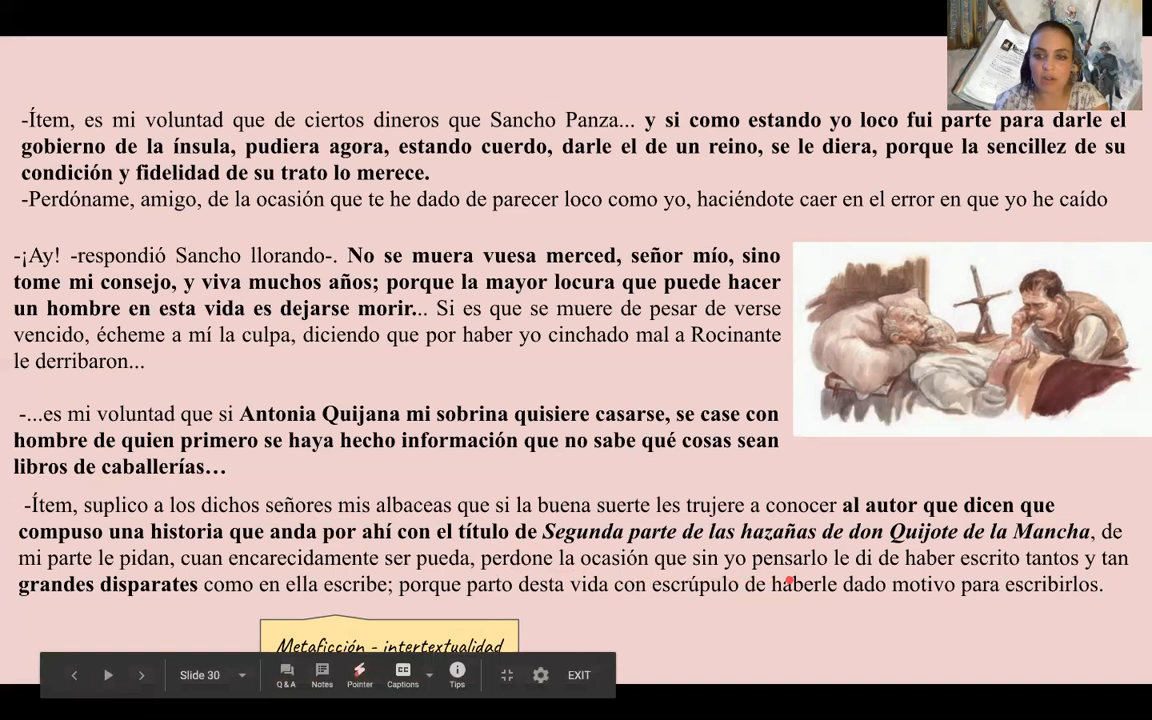 -Ítem, es mi voluntad que de ciertos dineros que Sancho Panza... y si como estando yo loco fui parte para darle el
gobierno de la ínsula, pudiera agora, estando cuerdo, darle el de un reino, se le diera, porque la sencillez de su
condición y fidelidad de su trato lo merece.
-Perdóname, amigo, de la ocasión que te he dado de parecer loco como yo, haciéndote caer en el error en que yo he caído
-¡Ay! -respondió Sancho llorando-. No se muera vuesa merced, señor mío, sino
tome mi consejo, y viva muchos años; porque la mayor locura que puede hacer
un hombre en esta vida es dejarse morir... Si es que se muere de pesar de verse
vencido, écheme a mí la culpa, diciendo que por haber yo cinchado mal a Rocinante
le derribaron...
-...es mi voluntad que si Antonia Quijana mi sobrina quisiere casarse, se case con
hombre de quien primero se haya hecho información que no sabe qué cosas sean
libros de caballerías…
-Ítem, suplico a los dichos señores mis albaceas que si la buena suerte les trujere a conocer al autor que dicen que
compuso una historia que anda por ahí con el título de Segunda parte de las hazañas de don Quijote de la Mancha, de
mi parte le pidan, cuan encarecidamente ser pueda, perdone la ocasión que sin yo pensarlo le di de haber escrito tantos y tan
grandes disparates como en ella escribe; porque parto desta vida con escrúpulo de haberle dado motivo para escribirlos.
Metaficción - intertextualidad
Slide 30
Q & A
Notes
Pointer
CC
Captions
Tips
EXIT